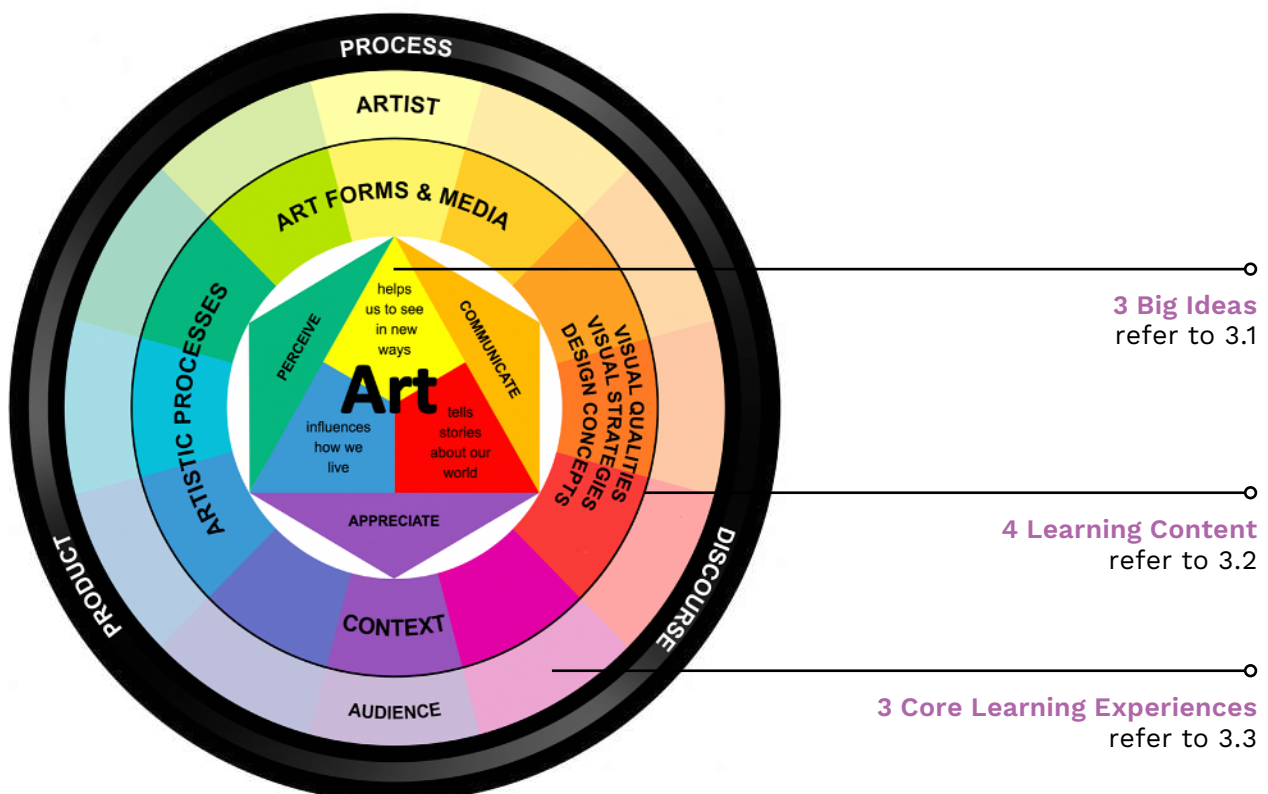 PROCESS
ARTIST
ART FORMS & MEDIA
helps
us to see
in new
ways
PERCEIVE
COMMUNICATE
Art
influences
how we
live
tells
stories
about our
world
APPRECIATE
ARTISTIC PROCESSES
VISUAL QUALITIES
VISUAL STRATEGIES
DESIGN CONCEPTS
CONTEXT
AUDIENCE
PRODUCT
DISCOURSE
3 Big Ideas
refer to 3.1
4 Learning Content
refer to 3.2
3 Core Learning Experiences
refer to 3.3